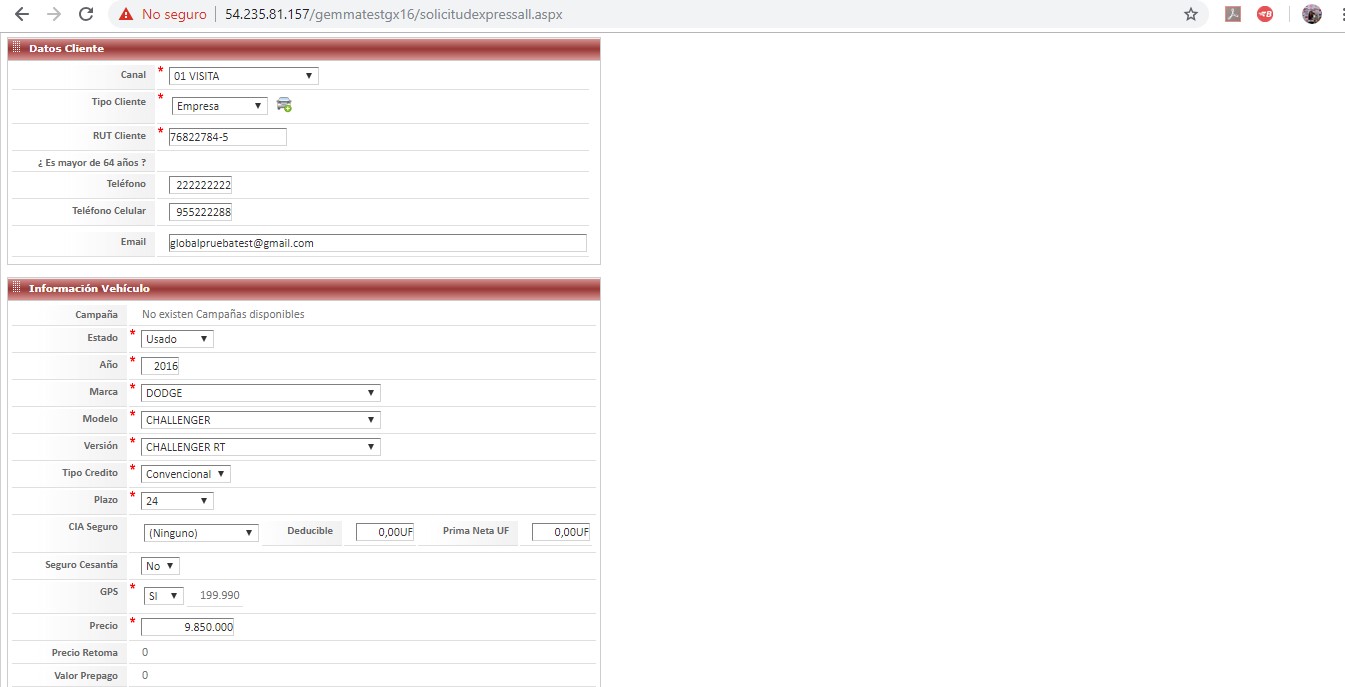 No seguro 54.235.81.157/gemmatestgx16/solicitudexpressall.aspx
Datos Cliente
Canal * 01 VISITA
Tipo Cliente * Empresa
RUT Cliente * 76822784-5
¿ Es mayor de 64 años ?
Teléfono 222222222
Teléfono Celular 955222288
Email globalpruebatest@gmail.com
Información Vehículo
Campaña No existen Campañas disponibles
Estado * Usado
Año * 2016
Marca * DODGE
Modelo * CHALLENGER
Versión * CHALLENGER RT
Tipo Credito * Convencional
Plazo * 24
CIA Seguro (Ninguno) Deducible 0,00UF Prima Neta UF 0,00UF
Seguro Cesantía No
GPS * SI 199.990
Precio * 9.850.000
Precio Retoma 0
Valor Prepago 0